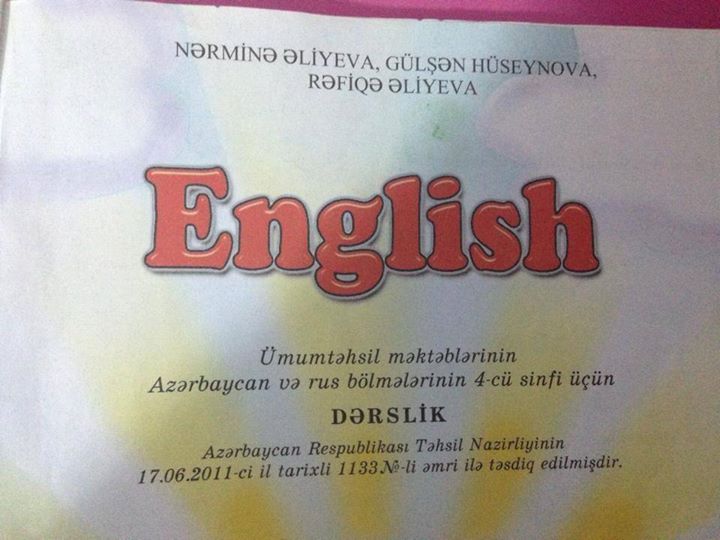 NƏRMİNƏ ƏLİYEVA, GÜLŞƏN HÜSEYNOVA,
RƏFİQƏ ƏLİYEVA
English
Ümumtəhsil məktəblərinin
Azərbaycan və rus bölmələrinin 4-cü sinfi üçün
DƏRSLİK
Azərbaycan Respublikası Təhsil Nazirliyinin
17.06.2011-ci il tarixli 1133№-li əmri ilə təsdiq edilmişdir.